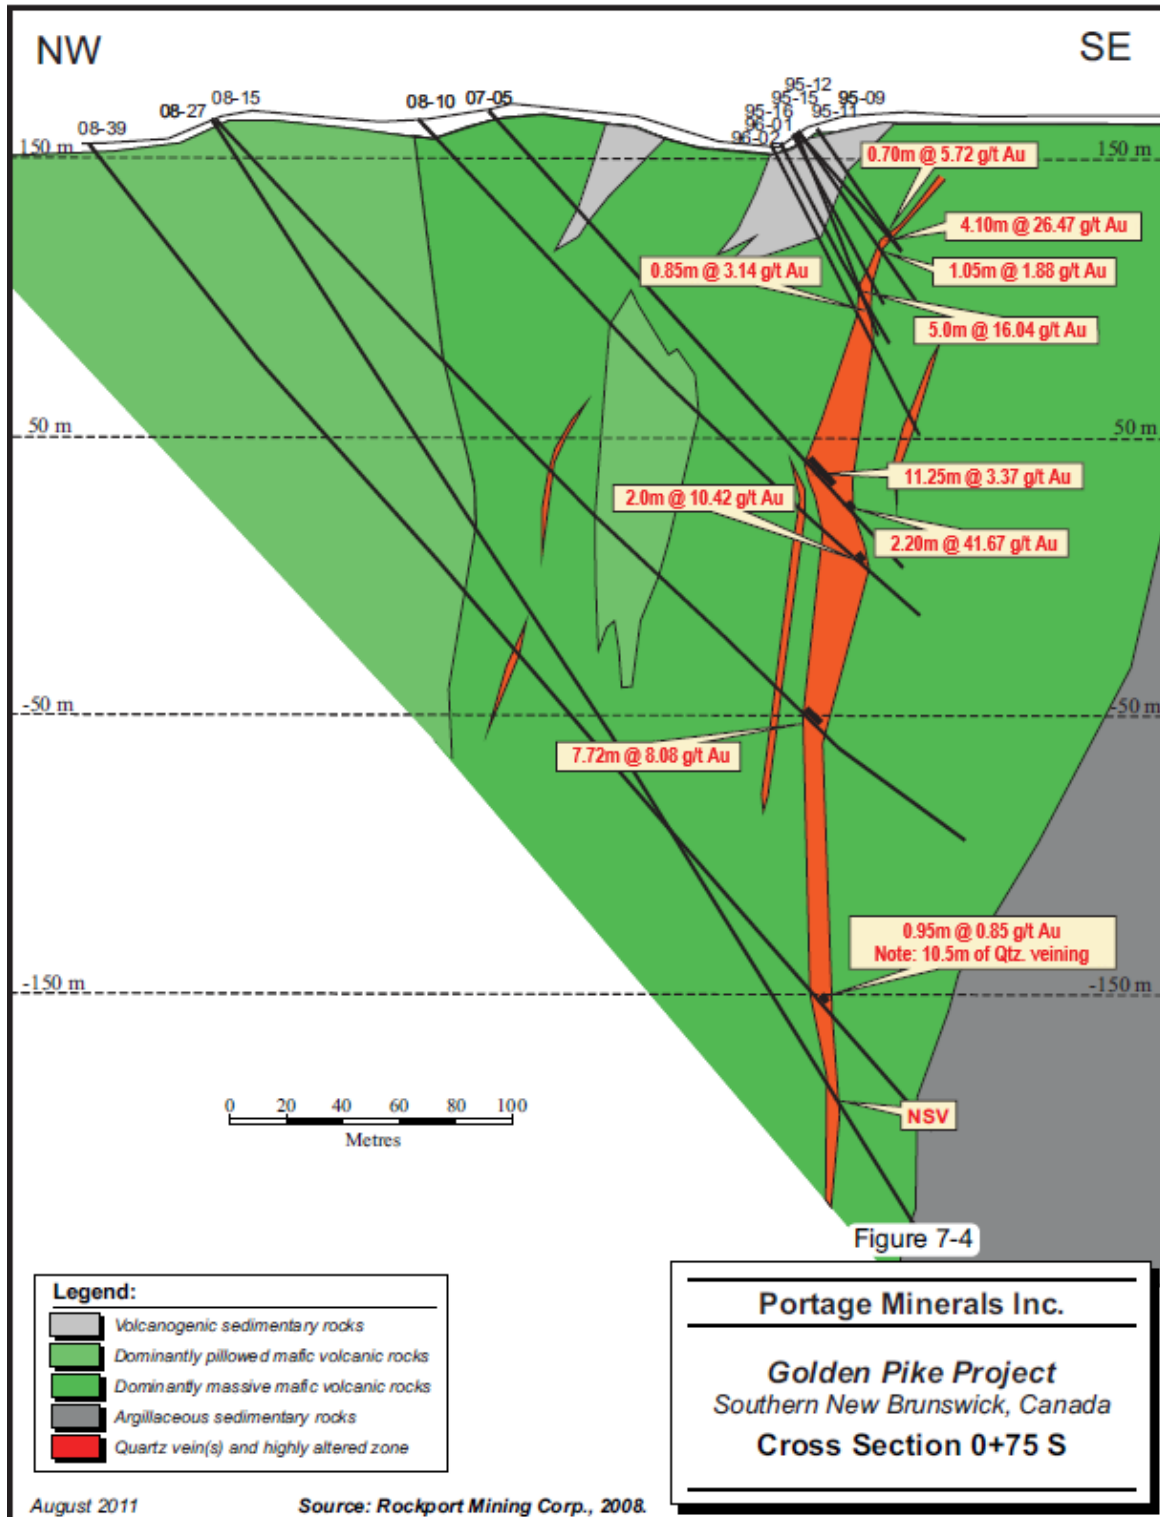 NW
SE
95-12
08-15
95-15
95-09
08-27
08-10
07-05
95-16
95-11
96-01
08-39
96-02
150 m
150 m
0.70m @ 5.72 g/t Au
4.10m @ 26.47 g/t Au
0.85m @ 3.14 g/t Au
1.05m @ 1.88 g/t Au
5.0m @ 16.04 g/t Au
50 m
50 m
11.25m @ 3.37 g/t Au
2.0m @ 10.42 g/t Au
2.20m @ 41.67 g/t Au
-50 m
-50 m
7.72m @ 8.08 g/t Au
0.95m @ 0.85 g/t Au
Note: 10.5m of Qtz. veining
-150 m
-150 m
0 20 40 60 80 100
Metres
NSV
Figure 7-4
Legend:
Volcanogenic sedimentary rocks
Dominantly pillowed mafic volcanic rocks
Dominantly massive mafic volcanic rocks
Argillaceous sedimentary rocks
Quartz vein(s) and highly altered zone
Portage Minerals Inc.
Golden Pike Project
Southern New Brunswick, Canada
Cross Section 0+75 S
August 2011
Source: Rockport Mining Corp., 2008.